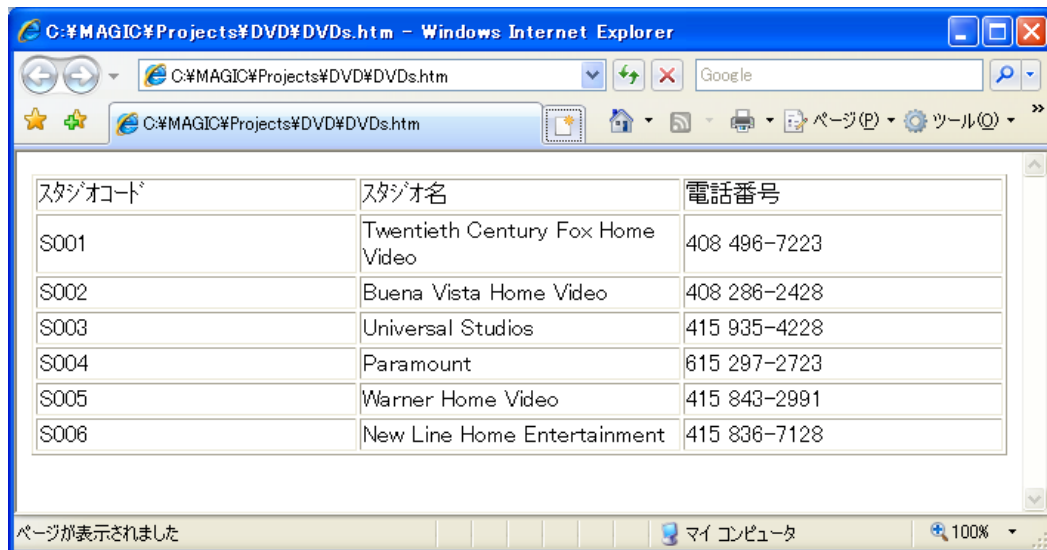 C:¥MAGIC¥Projects¥DVD¥DVDs.htm - Windows Internet Explorer
C:¥MAGIC¥Projects¥DVD¥DVDs.htm
Google
C:¥MAGIC¥Projects¥DVD¥DVDs.htm
ページ(P)
ツール(O)
ｽﾀｼﾞｵｺｰﾄﾞ ｽﾀｼﾞｵ名 電話番号
S001 Twentieth Century Fox Home
Video 408 496-7223
S002 Buena Vista Home Video 408 286-2428
S003 Universal Studios 415 935-4228
S004 Paramount 615 297-2723
S005 Warner Home Video 415 843-2991
S006 New Line Home Entertainment 415 836-7128
ページが表示されました
マイ コンピュータ
100%